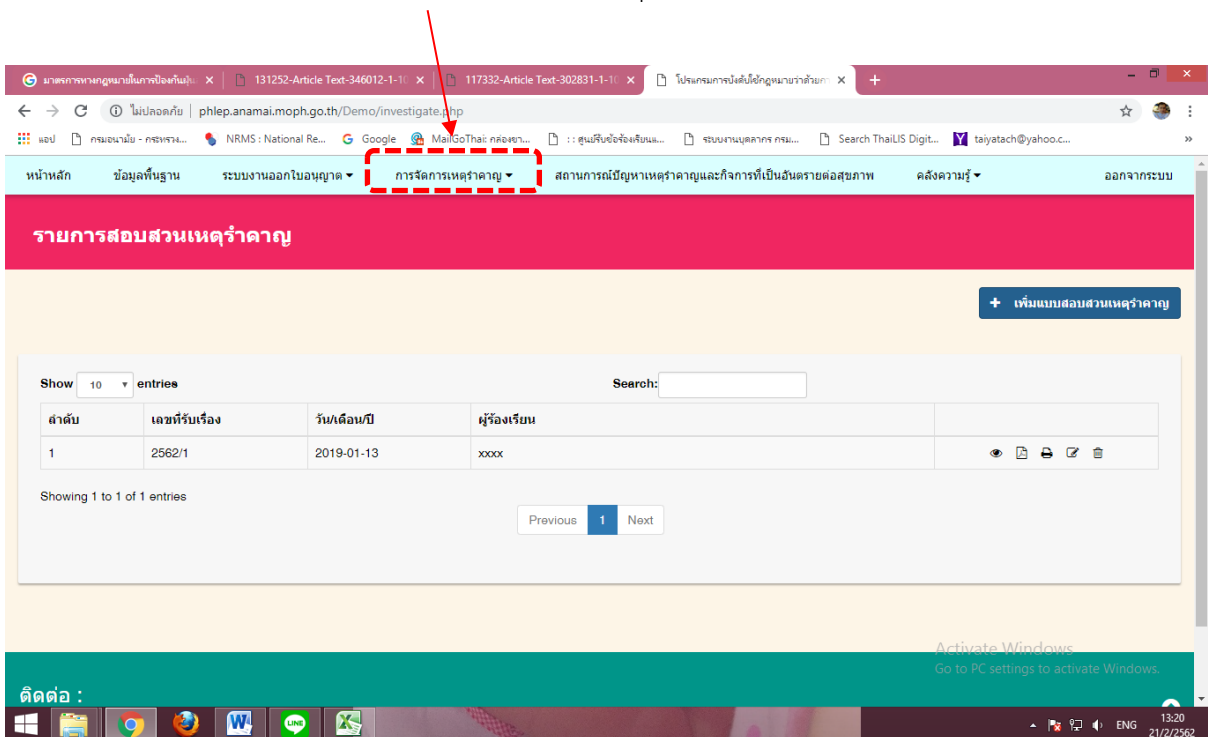 มาตรการทางกฎหมายในการป้องกันฝุ่น
131252-Article Text-346012-1-10
117332-Article Text-302831-1-10
โปรแกรมการบังคับใช้กฎหมายว่าด้วยกา
ไม่ปลอดภัย | phlep.anamai.moph.go.th/Demo/investigate.php
แอป กรมอนามัย - กระทรวง... NRMS : National Re... Google MailGoThai: กล่องขา... :: ศูนย์รับข้อร้องเรียนแ... ระบบงานบุคลากร กรม... Search ThaiLIS Digit... taiyatach@yahoo.c... »
หน้าหลัก ข้อมูลพื้นฐาน ระบบงานออกใบอนุญาต การจัดการเหตุรำคาญ สถานการณ์ปัญหาเหตุรำคาญและกิจการที่เป็นอันตรายต่อสุขภาพ คลังความรู้ ออกจากระบบ
รายการสอบสวนเหตุรำคาญ
+ เพิ่มแบบสอบสวนเหตุรำคาญ
Show 10 entries Search:
ลำดับ เลขที่รับเรื่อง วัน/เดือน/ปี ผู้ร้องเรียน
1 2562/1 2019-01-13 xxxx
Showing 1 to 1 of 1 entries
Previous 1 Next
Activate Windows
Go to PC settings to activate Windows.
ติดต่อ :
ENG 13:20
21/2/2562